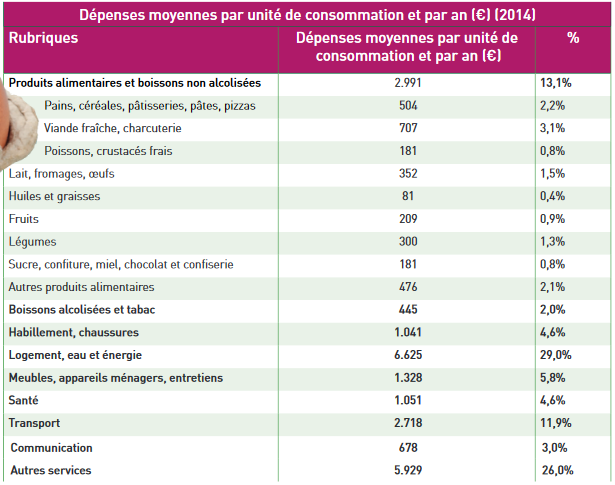 Dépenses moyennes par unité de consommation et par an (€) (2014)
Rubriques Dépenses moyennes par unité de consommation et par an (€) %
Produits alimentaires et boissons non alcolisées 2.991 13,1%
Pains, céréales, pâtisseries, pâtes, pizzas 504 2,2%
Viande fraîche, charcuterie 707 3,1%
Poissons, crustacés frais 181 0,8%
Lait, fromages, œufs 352 1,5%
Huiles et graisses 81 0,4%
Fruits 209 0,9%
Légumes 300 1,3%
Sucre, confiture, miel, chocolat et confiserie 181 0,8%
Autres produits alimentaires 476 2,1%
Boissons alcolisées et tabac 445 2,0%
Habillement, chaussures 1.041 4,6%
Logement, eau et énergie 6.625 29,0%
Meubles, appareils ménagers, entretiens 1.328 5,8%
Santé 1.051 4,6%
Transport 2.718 11,9%
Communication 678 3,0%
Autres services 5.929 26,0%